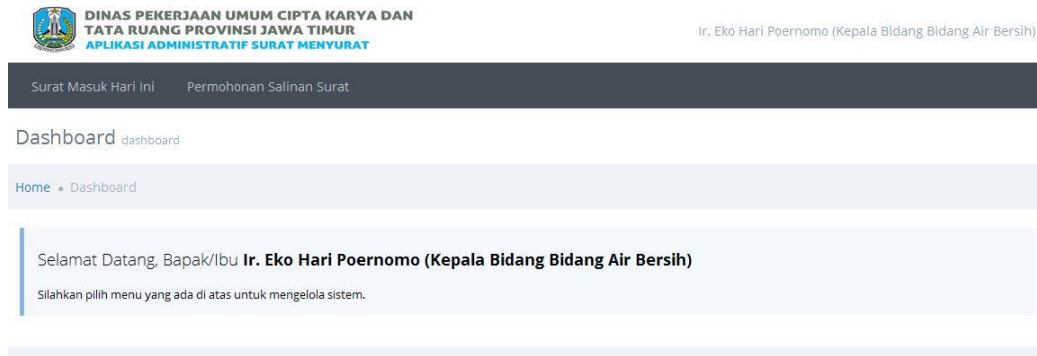 DINAS PEKERJAAN UMUM CIPTA KARYA DAN
TATA RUANG PROVINSI JAWA TIMUR
APLIKASI ADMINISTRATIF SURAT MENYURAT
Ir. Eko Hari Poernomo (Kepala Bidang Bidang Air Bersih)
Surat Masuk Hari Ini Permohonan Salinan Surat
Dashboard dashboard
Home • Dashboard
Selamat Datang, Bapak/Ibu Ir. Eko Hari Poernomo (Kepala Bidang Bidang Air Bersih)
Silahkan pilih menu yang ada di atas untuk mengelola sistem.